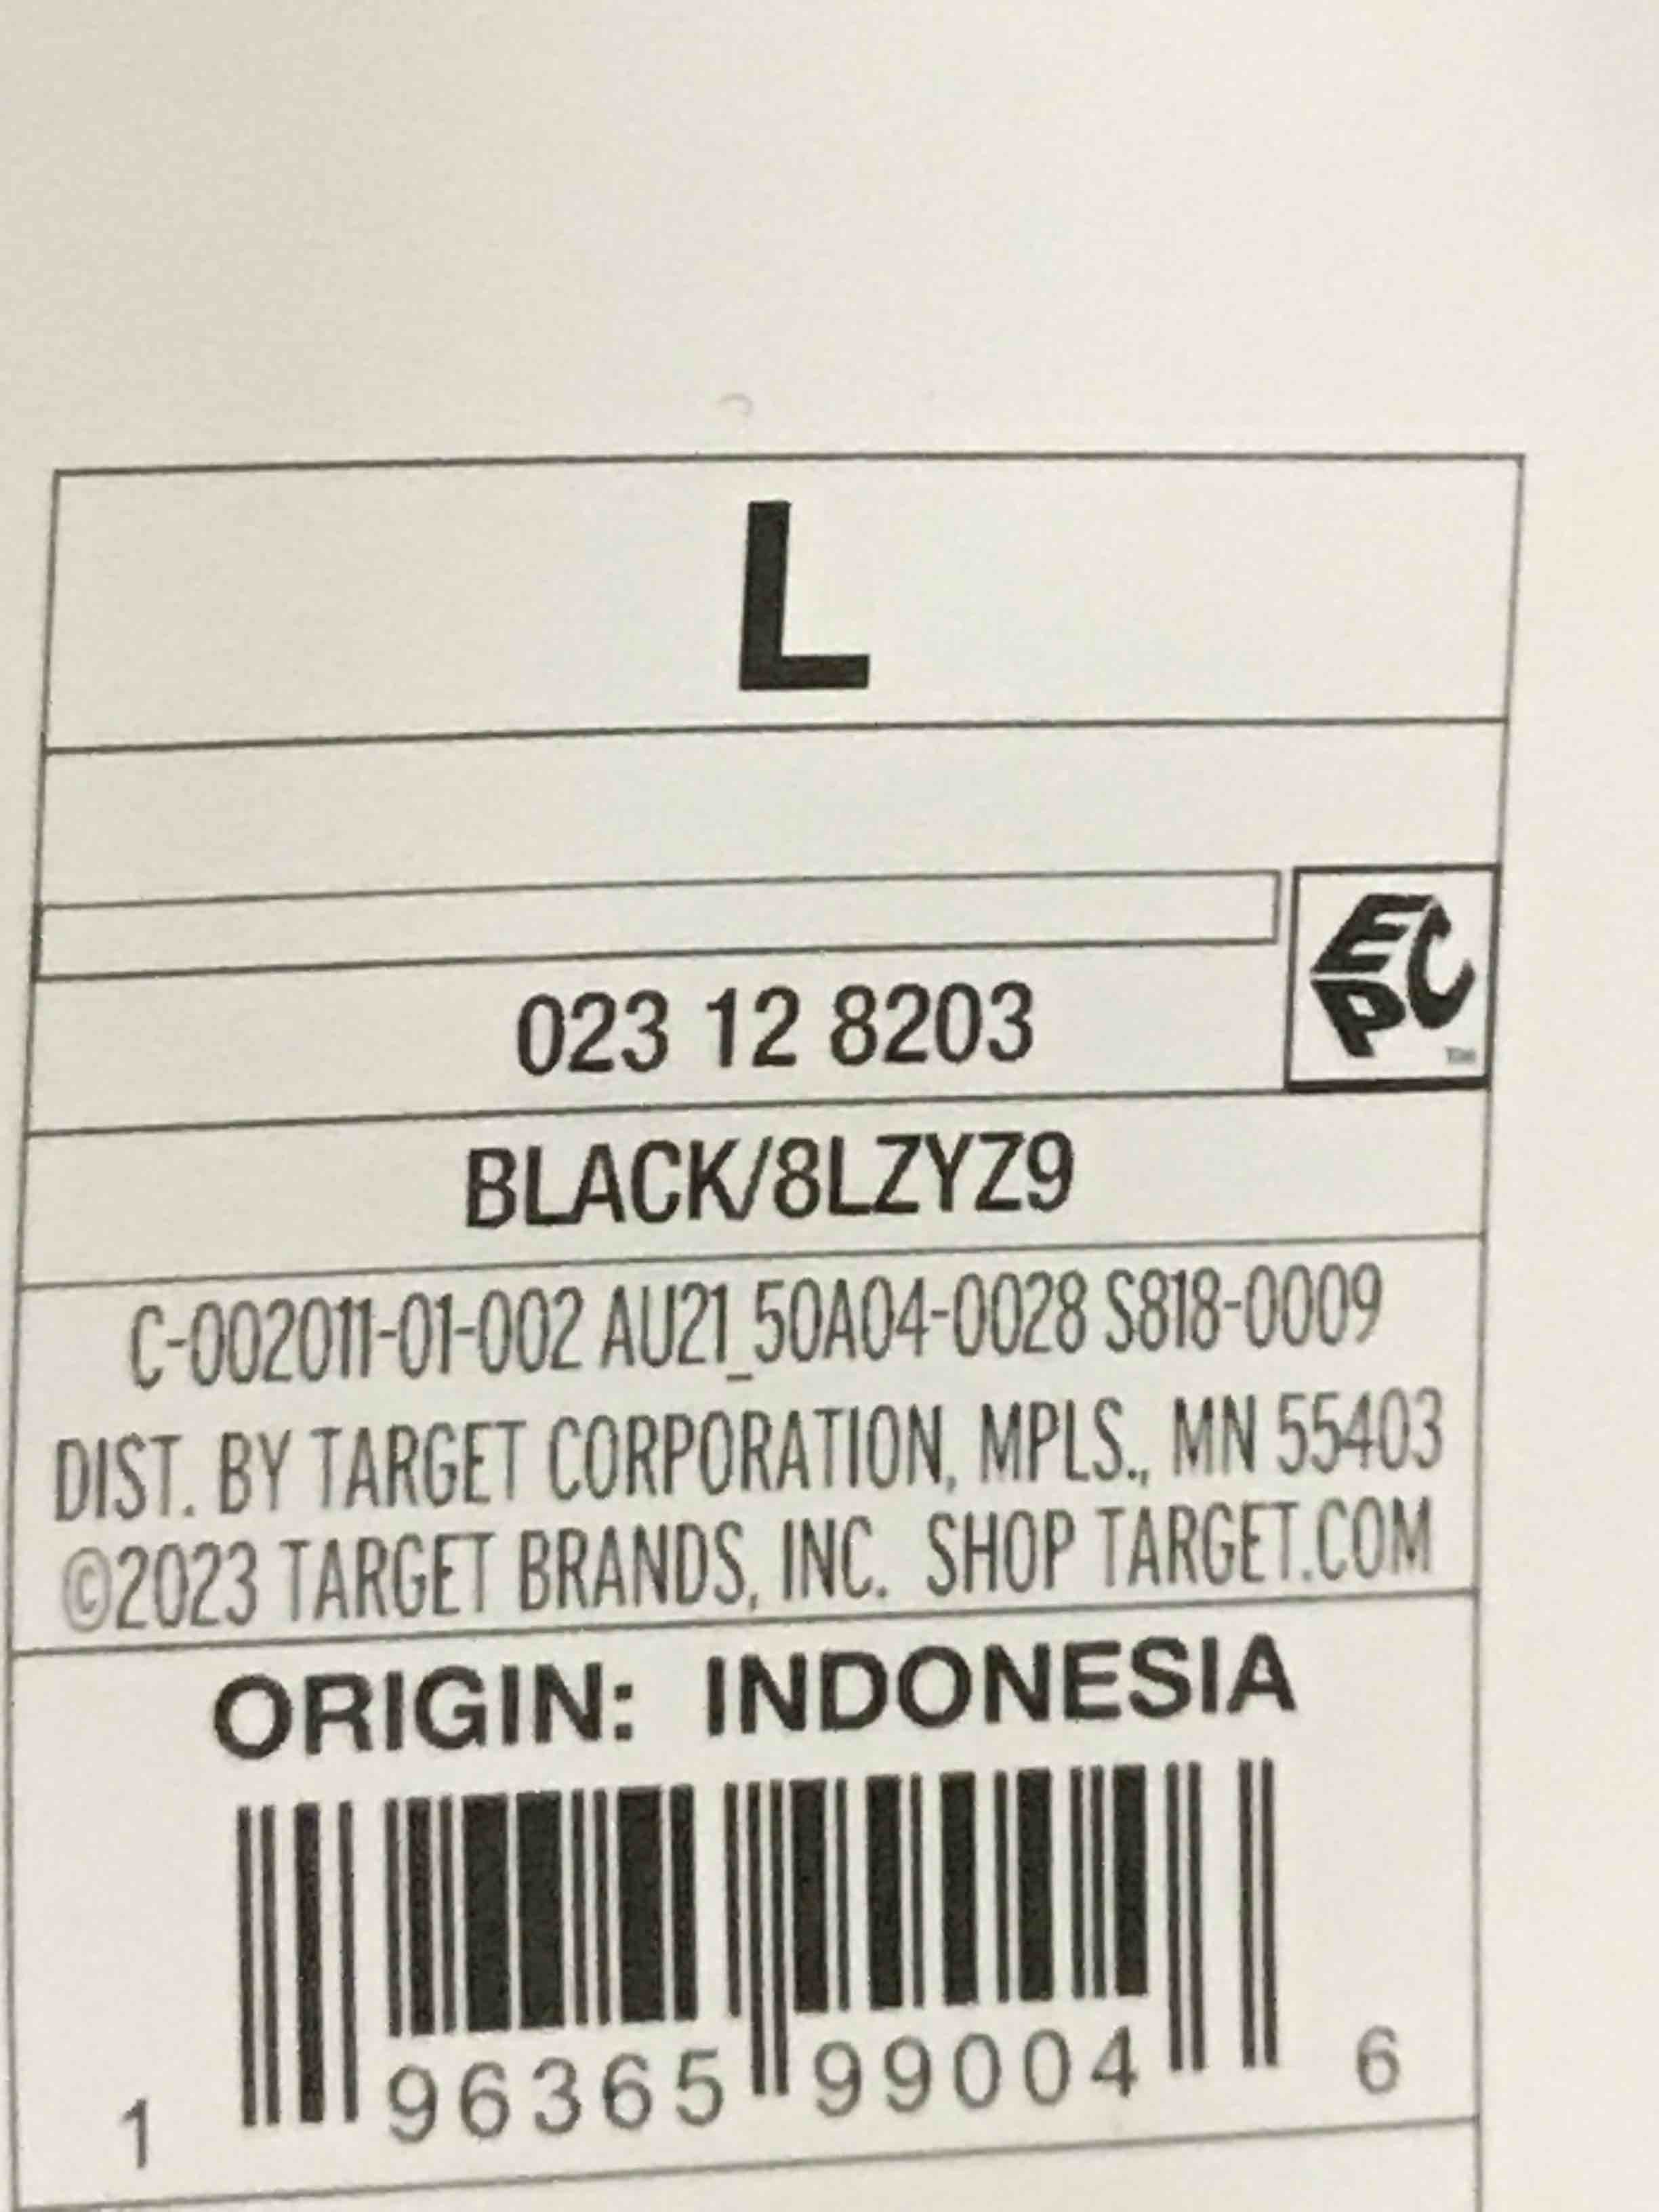 L
EPC
023 12 8203
BLACK/8LZYZ9
C-002011-01-002 AU21_50A04-0028 S818-0009
DIST. BY TARGET CORPORATION, MPLS., MN 55403
©2023 TARGET BRANDS, INC. SHOP TARGET.COM
ORIGIN: INDONESIA
1 96365 99004 6